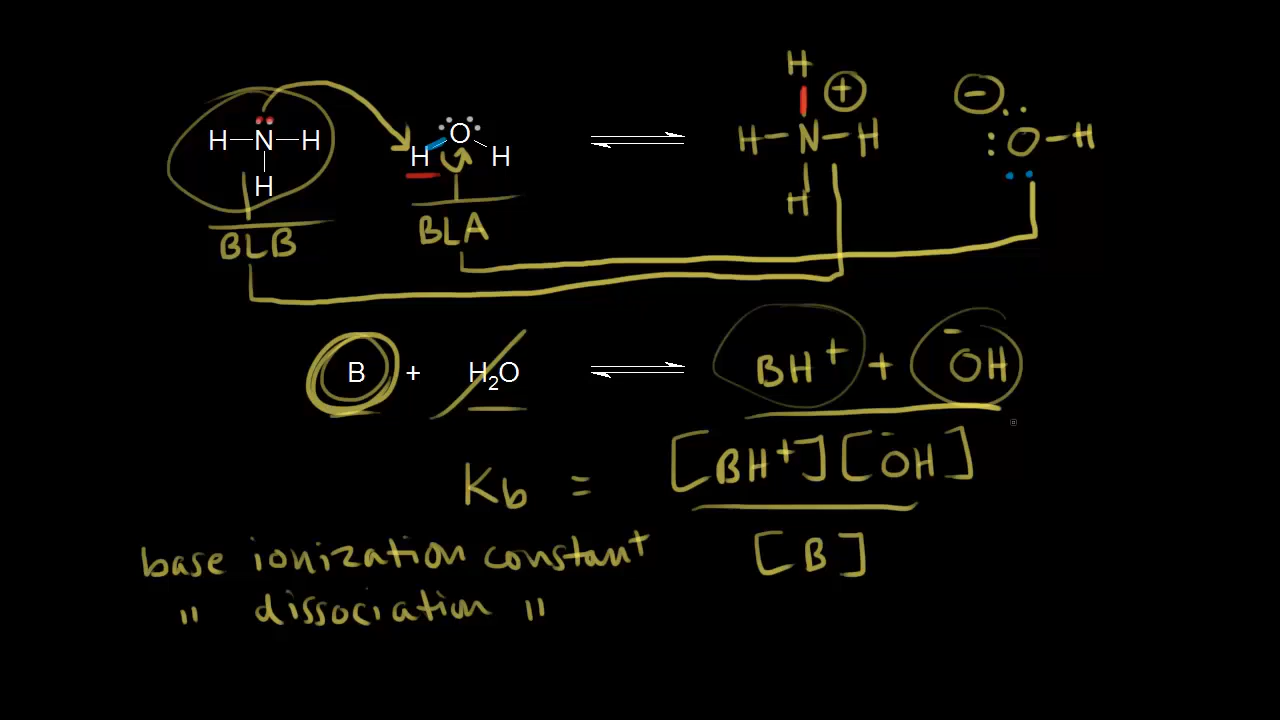 H–N–H H–O–H ⇌ H–N–H ⊕ ⊖ O–H
H H H
BLB BLA
B + H₂O ⇌ BH⁺ + ⁻OH
Kb = [BH⁺][⁻OH]
[B]
base ionization constant
" dissociation "